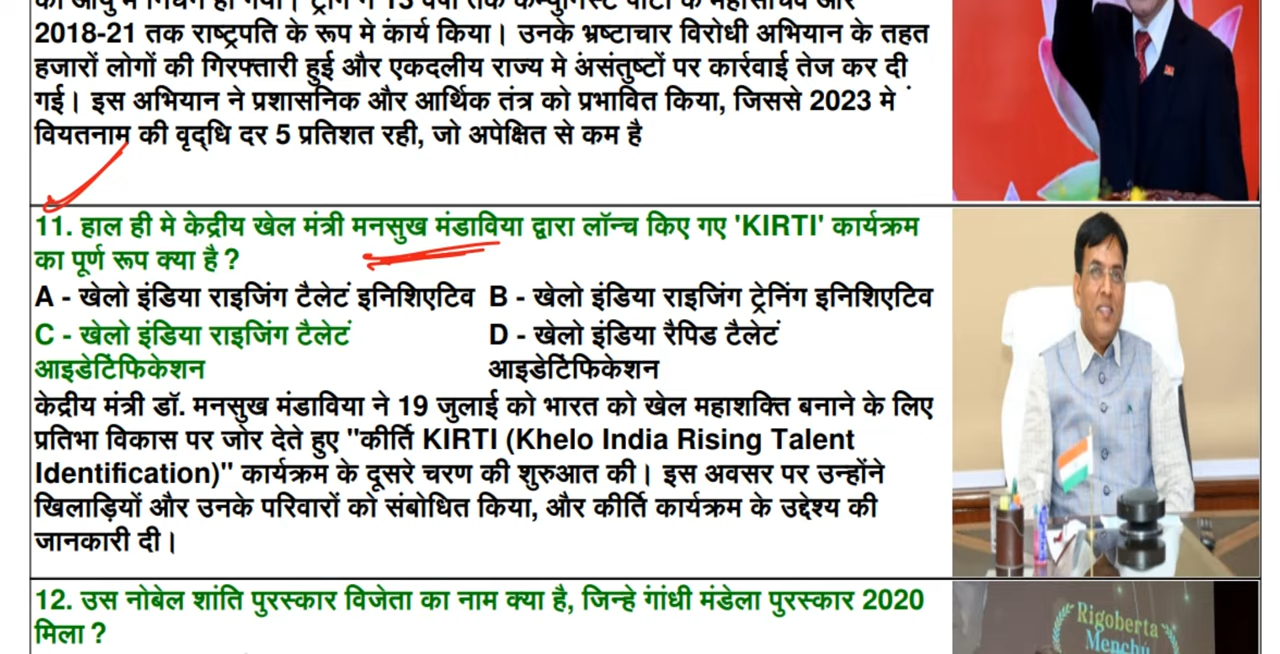 2018-21 तक राष्ट्रपति के रूप मे कंार्य किया। उनके भ्रष्टाचार विरोधी अभियान के तहत
हजारों लोगों की गिरफ्तारी हुई और एकदलीय राज्य मे अंसंतुष्टों पर कार्रवाई तेज कर दी
गई। इस अभियान ने प्रशासनिक और आर्थिक तंत्र को प्रभावित किया, जिससे 2023 मे ं
वियतनाम की वृद्धि दर 5 प्रतिशत रही, जो अपेक्षित से कम है
11. हाल ही मे केंद्रीय खेल मंत्री मनसुख मंडाविया द्वारा लॉन्च किए गए 'KIRTI' कार्यक्रम
का पूर्ण रूप क्या है ?
A - खेलो इंडिया राइजिंग टैलेटं इनिशिएटिव B - खेलो इंडिया राइजिंग ट्रेनिंग इनिशिएटिव
C - खेलो इंडिया राइजिंग टैलेटं D - खेलो इंडिया रैपिड टैलेटं
आइडेटिंफिकेशन आइडेटिंफिकेशन
केद्रीय मंत्री डॉ. मनसुख मंडाविया ने 19 जुलाई को भारत को खेल महाशक्ति बनाने के लिए
प्रतिभा विकास पर जोर देते हुए "कीर्ति KIRTI (Khelo India Rising Talent
Identification)" कार्यक्रम के दूसरे चरण की शुरुआत की। इस अवसर पर उन्होंने
खिलाड़ियों और उनके परिवारों को संबोधित किया, और कीर्ति कार्यक्रम के उद्देश्य की
जानकारी दी।
12. उस नोबेल शांति पुरस्कार विजेता का नाम क्या है, जिन्हे गंांधी मंडेला पुरस्कार 2020
मिला ?
Rigoberta
Menchú